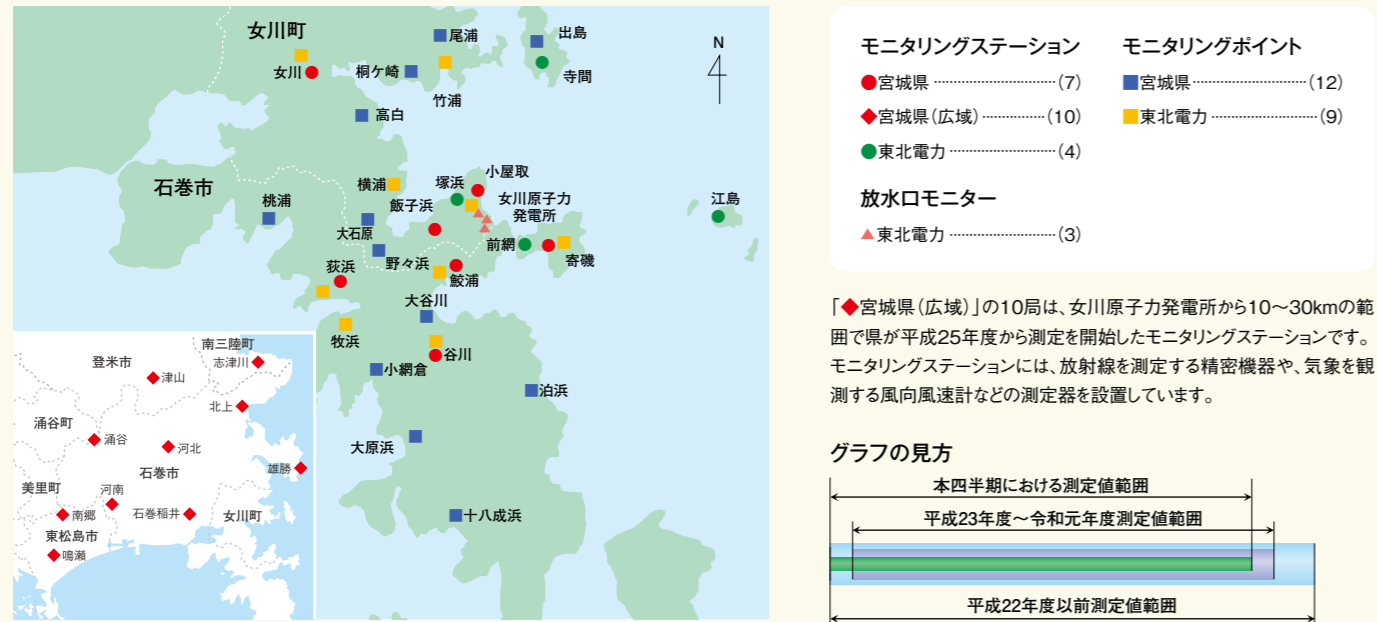 女川町
尾浦
出島
女川
桐ケ崎
竹浦
寺間
N
高白
石巻市
桃浦
横浦
塚浜
小屋取
飯子浜
女川原子力
発電所
江島
大石原
前網
寄磯
野々浜
荻浜
鮫浦
大谷川
牧浜
谷川
小網倉
泊浜
大原浜
十八成浜
南三陸町
登米市
志津川
津山
北上
涌谷町
涌谷
河北
石巻市
雄勝
美里町
河南
南郷
石巻稲井
女川町
東松島市
鳴瀬
モニタリングステーション
●宮城県 ………………(7)
◆宮城県(広域) …………(10)
●東北電力 ………………(4)
モニタリングポイント
■宮城県 ………………(12)
■東北電力 ………………(9)
放水口モニター
▲東北電力 ………………(3)
「◆宮城県(広域)」の10局は、女川原子力発電所から10〜30kmの範
囲で県が平成25年度から測定を開始したモニタリングステーションです。
モニタリングステーションには、放射線を測定する精密機器や、気象を観
測する風向風速計などの測定器を設置しています。
グラフの見方
本四半期における測定値範囲
平成23年度〜令和元年度測定値範囲
平成22年度以前測定値範囲